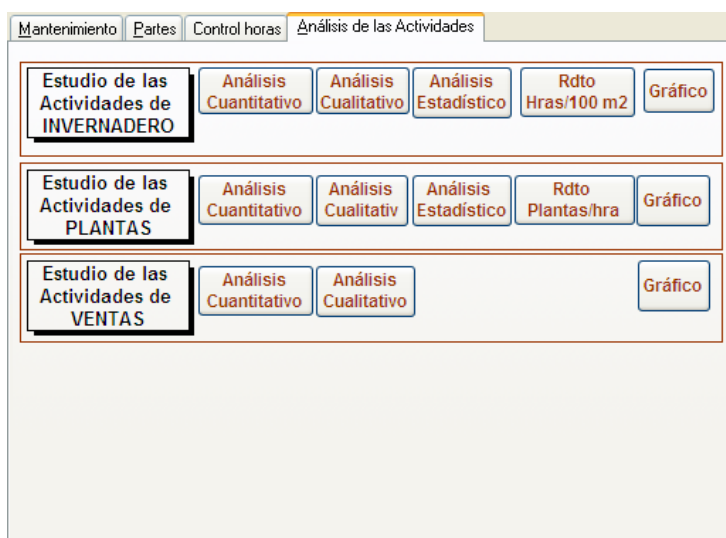 Mantenimiento Partes Control horas Análisis de las Actividades
Estudio de las
Actividades de
INVERNADERO
Análisis
Cuantitativo
Análisis
Cualitativo
Análisis
Estadístico
Rdto
Hras/100 m2
Gráfico
Estudio de las
Actividades de
PLANTAS
Análisis
Cuantitativo
Análisis
Cualitativ
Análisis
Estadístico
Rdto
Plantas/hra
Gráfico
Estudio de las
Actividades de
VENTAS
Análisis
Cuantitativo
Análisis
Cualitativo
Gráfico